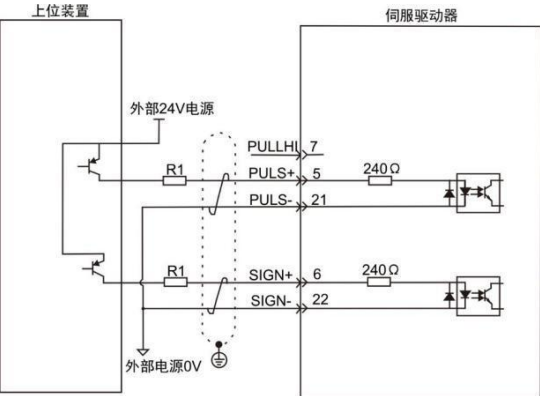 上位装置
伺服驱动器
外部24V电源
PULLHI 7
R1
PULS+ 5
240Ω
PULS- 21
R1
SIGN+ 6
240Ω
SIGN- 22
外部电源0V